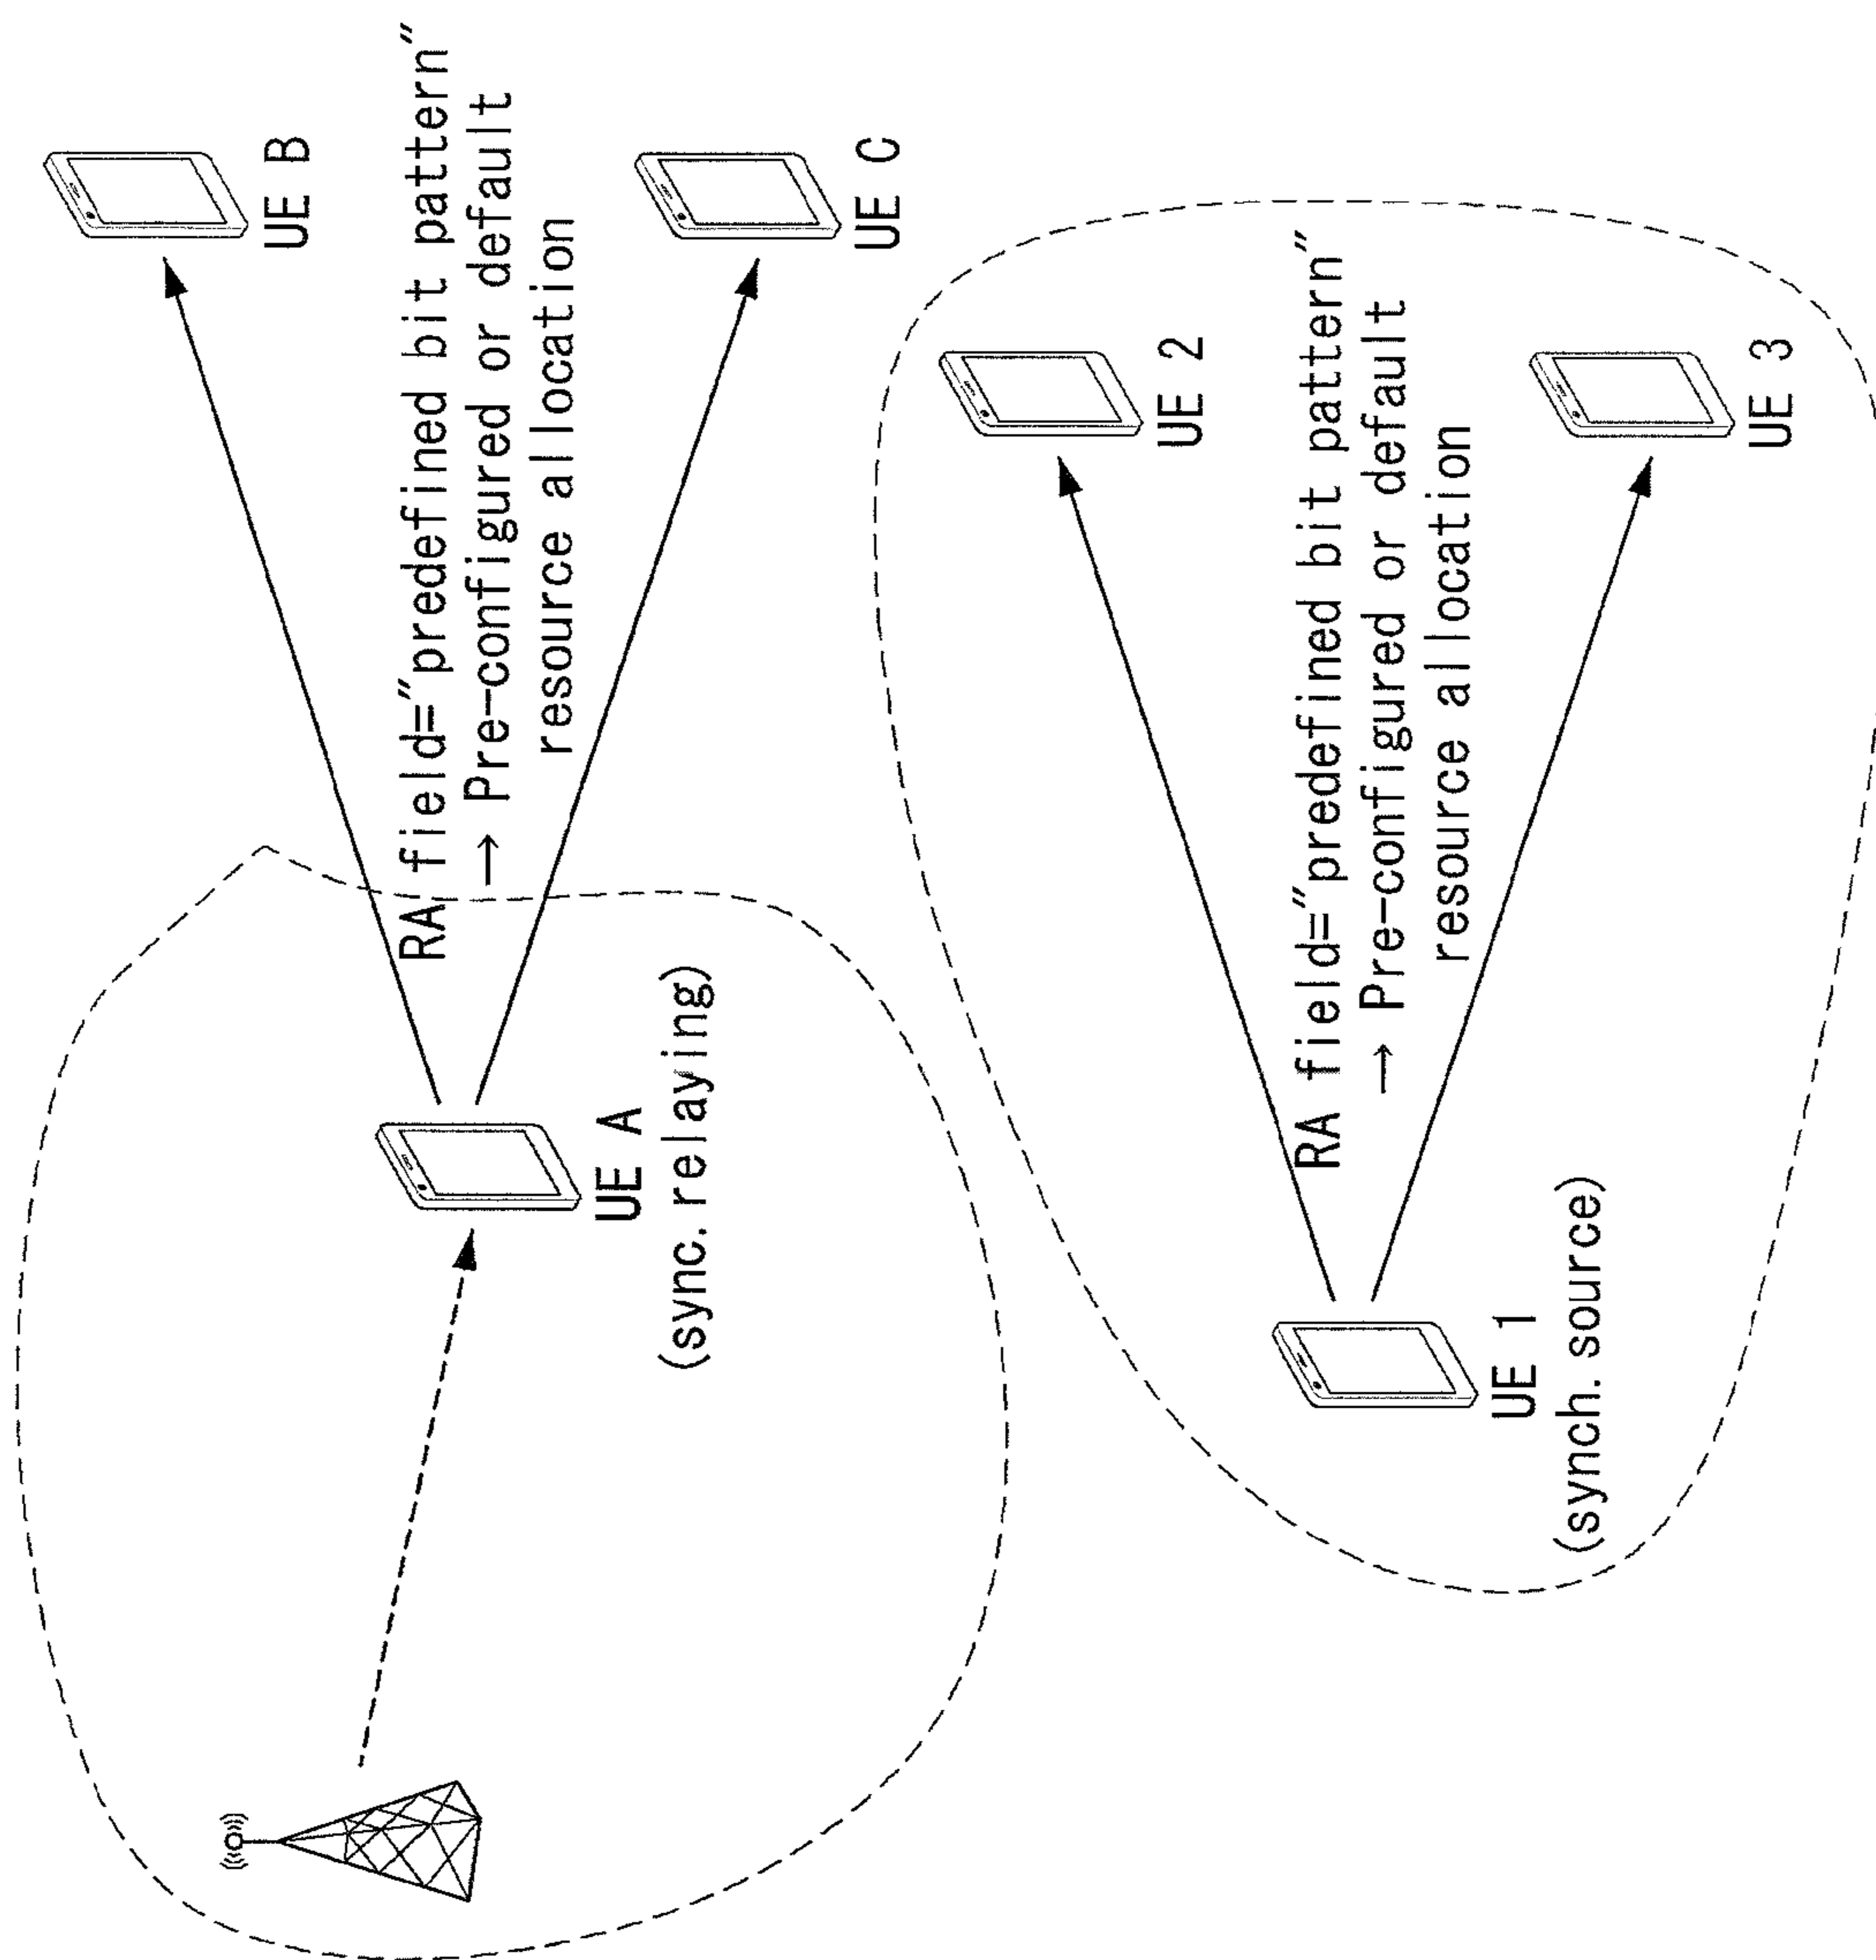 UE B
RA field="predefined bit pattern"
→ Pre-configured or default
resource allocation
UE A
(sync. relaying)
UE C
UE 2
RA field="predefined bit pattern"
→ Pre-configured or default
resource allocation
UE 1
(synch. source)
UE 3